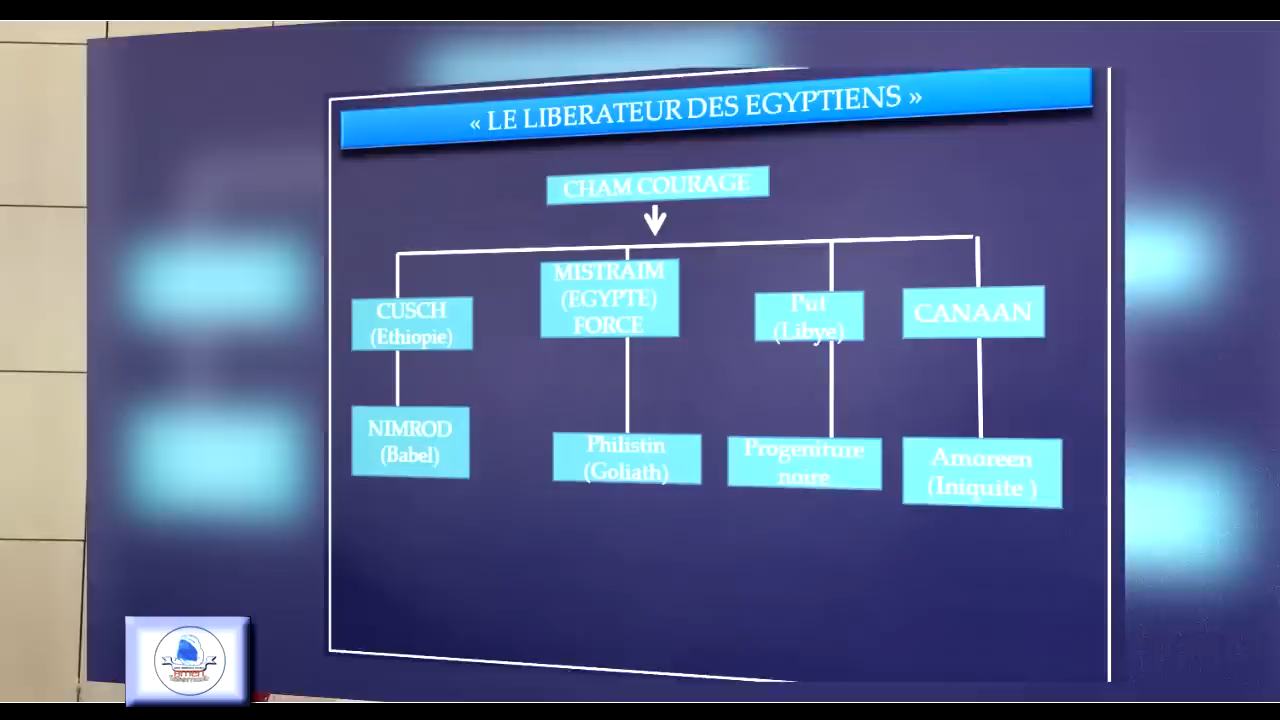 « LE LIBERATEUR DES EGYPTIENS »
CHAM COURAGE
MISTRAIM
(EGYPTE)
FORCE
CUSCH
(Ethiopie)
Put
(Libye)
CANAAN
NIMROD
(Babel)
Philistin
(Goliath)
Progeniture
noire
Amoreen
(Iniquite )